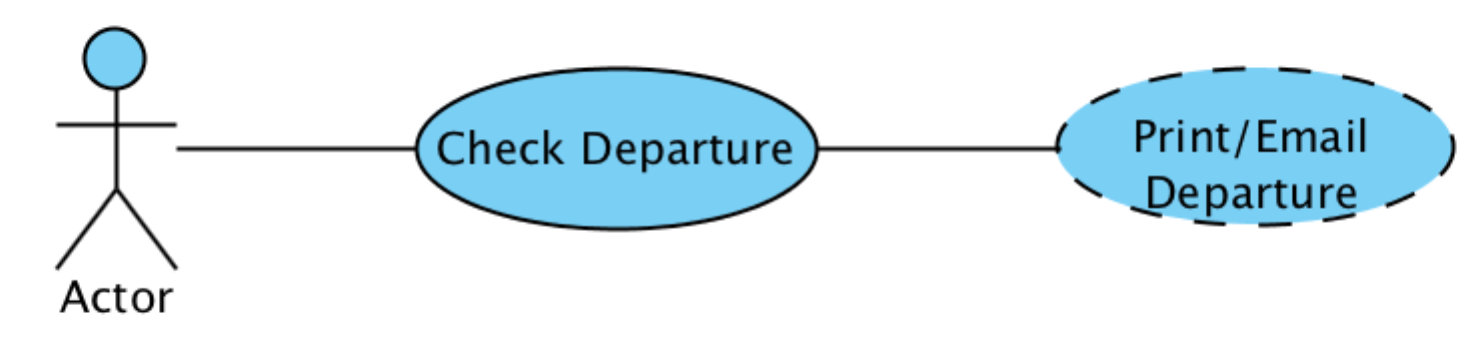 Check Departure
Print/Email
Departure
Actor